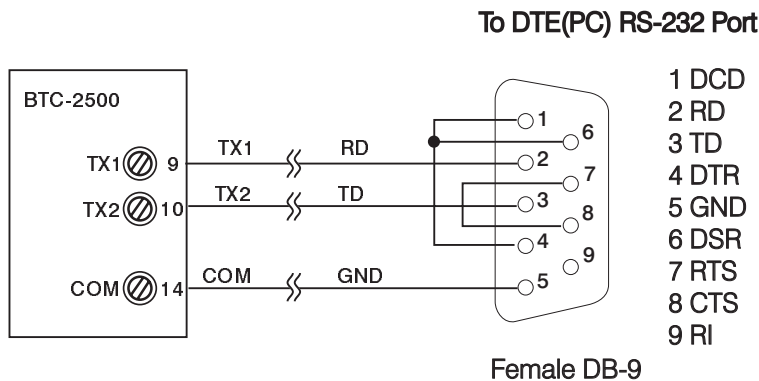 To DTE(PC) RS-232 Port
BTC-2500
TX1 9 TX1 RD
TX2 10 TX2 TD
COM 14 COM GND
1
6
2
7
3
8
4
9
5
1 DCD
2 RD
3 TD
4 DTR
5 GND
6 DSR
7 RTS
8 CTS
9 RI
Female DB-9